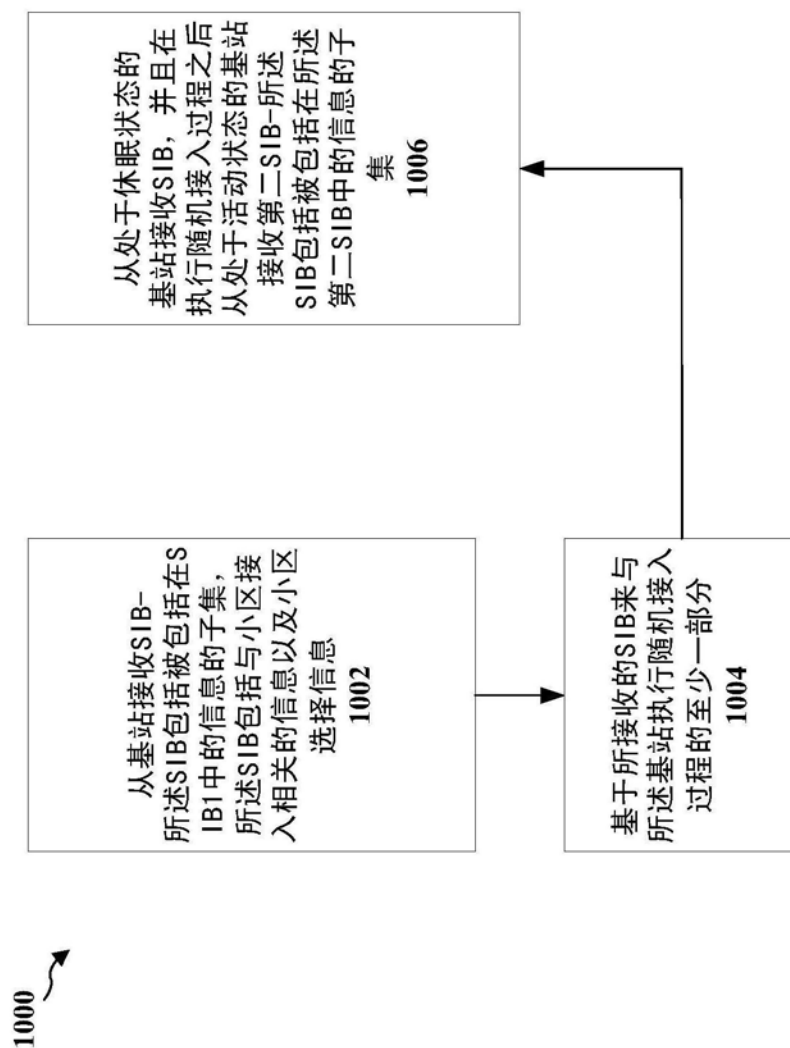 1000
从基站接收SIB-
所述SIB包括被包括在S
IB1中的信息的子集，
所述SIB包括与小区接
入相关的信息以及小区
选择信息
1002
基于所接收的SIB来与
所述基站执行随机接入
过程的至少一部分
1004
从处于休眠状态的
基站接收SIB，并且在
执行随机接入过程之后
从处于活动状态的基站
接收第二SIB-所述
SIB包括被包括在所述
第二SIB中的信息的子
集
1006